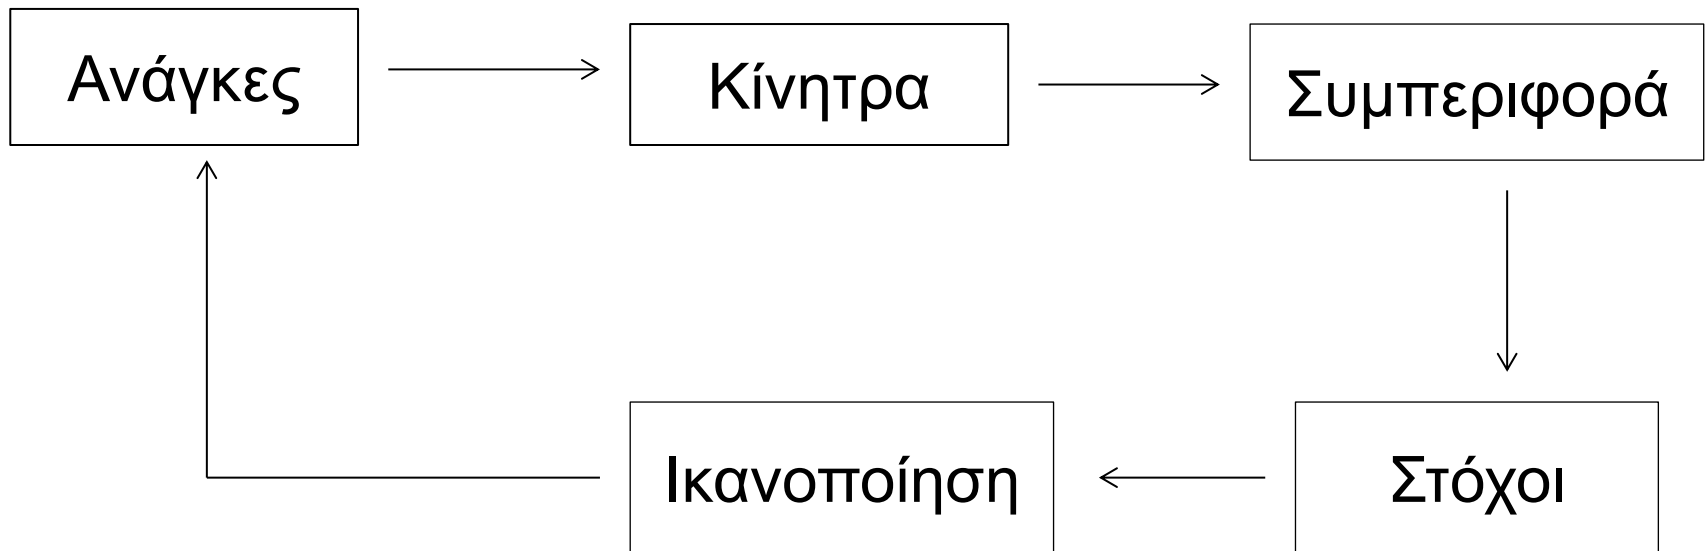 Ανάγκες
Κίνητρα
Συμπεριφορά
Ικανοποίηση
Στόχοι